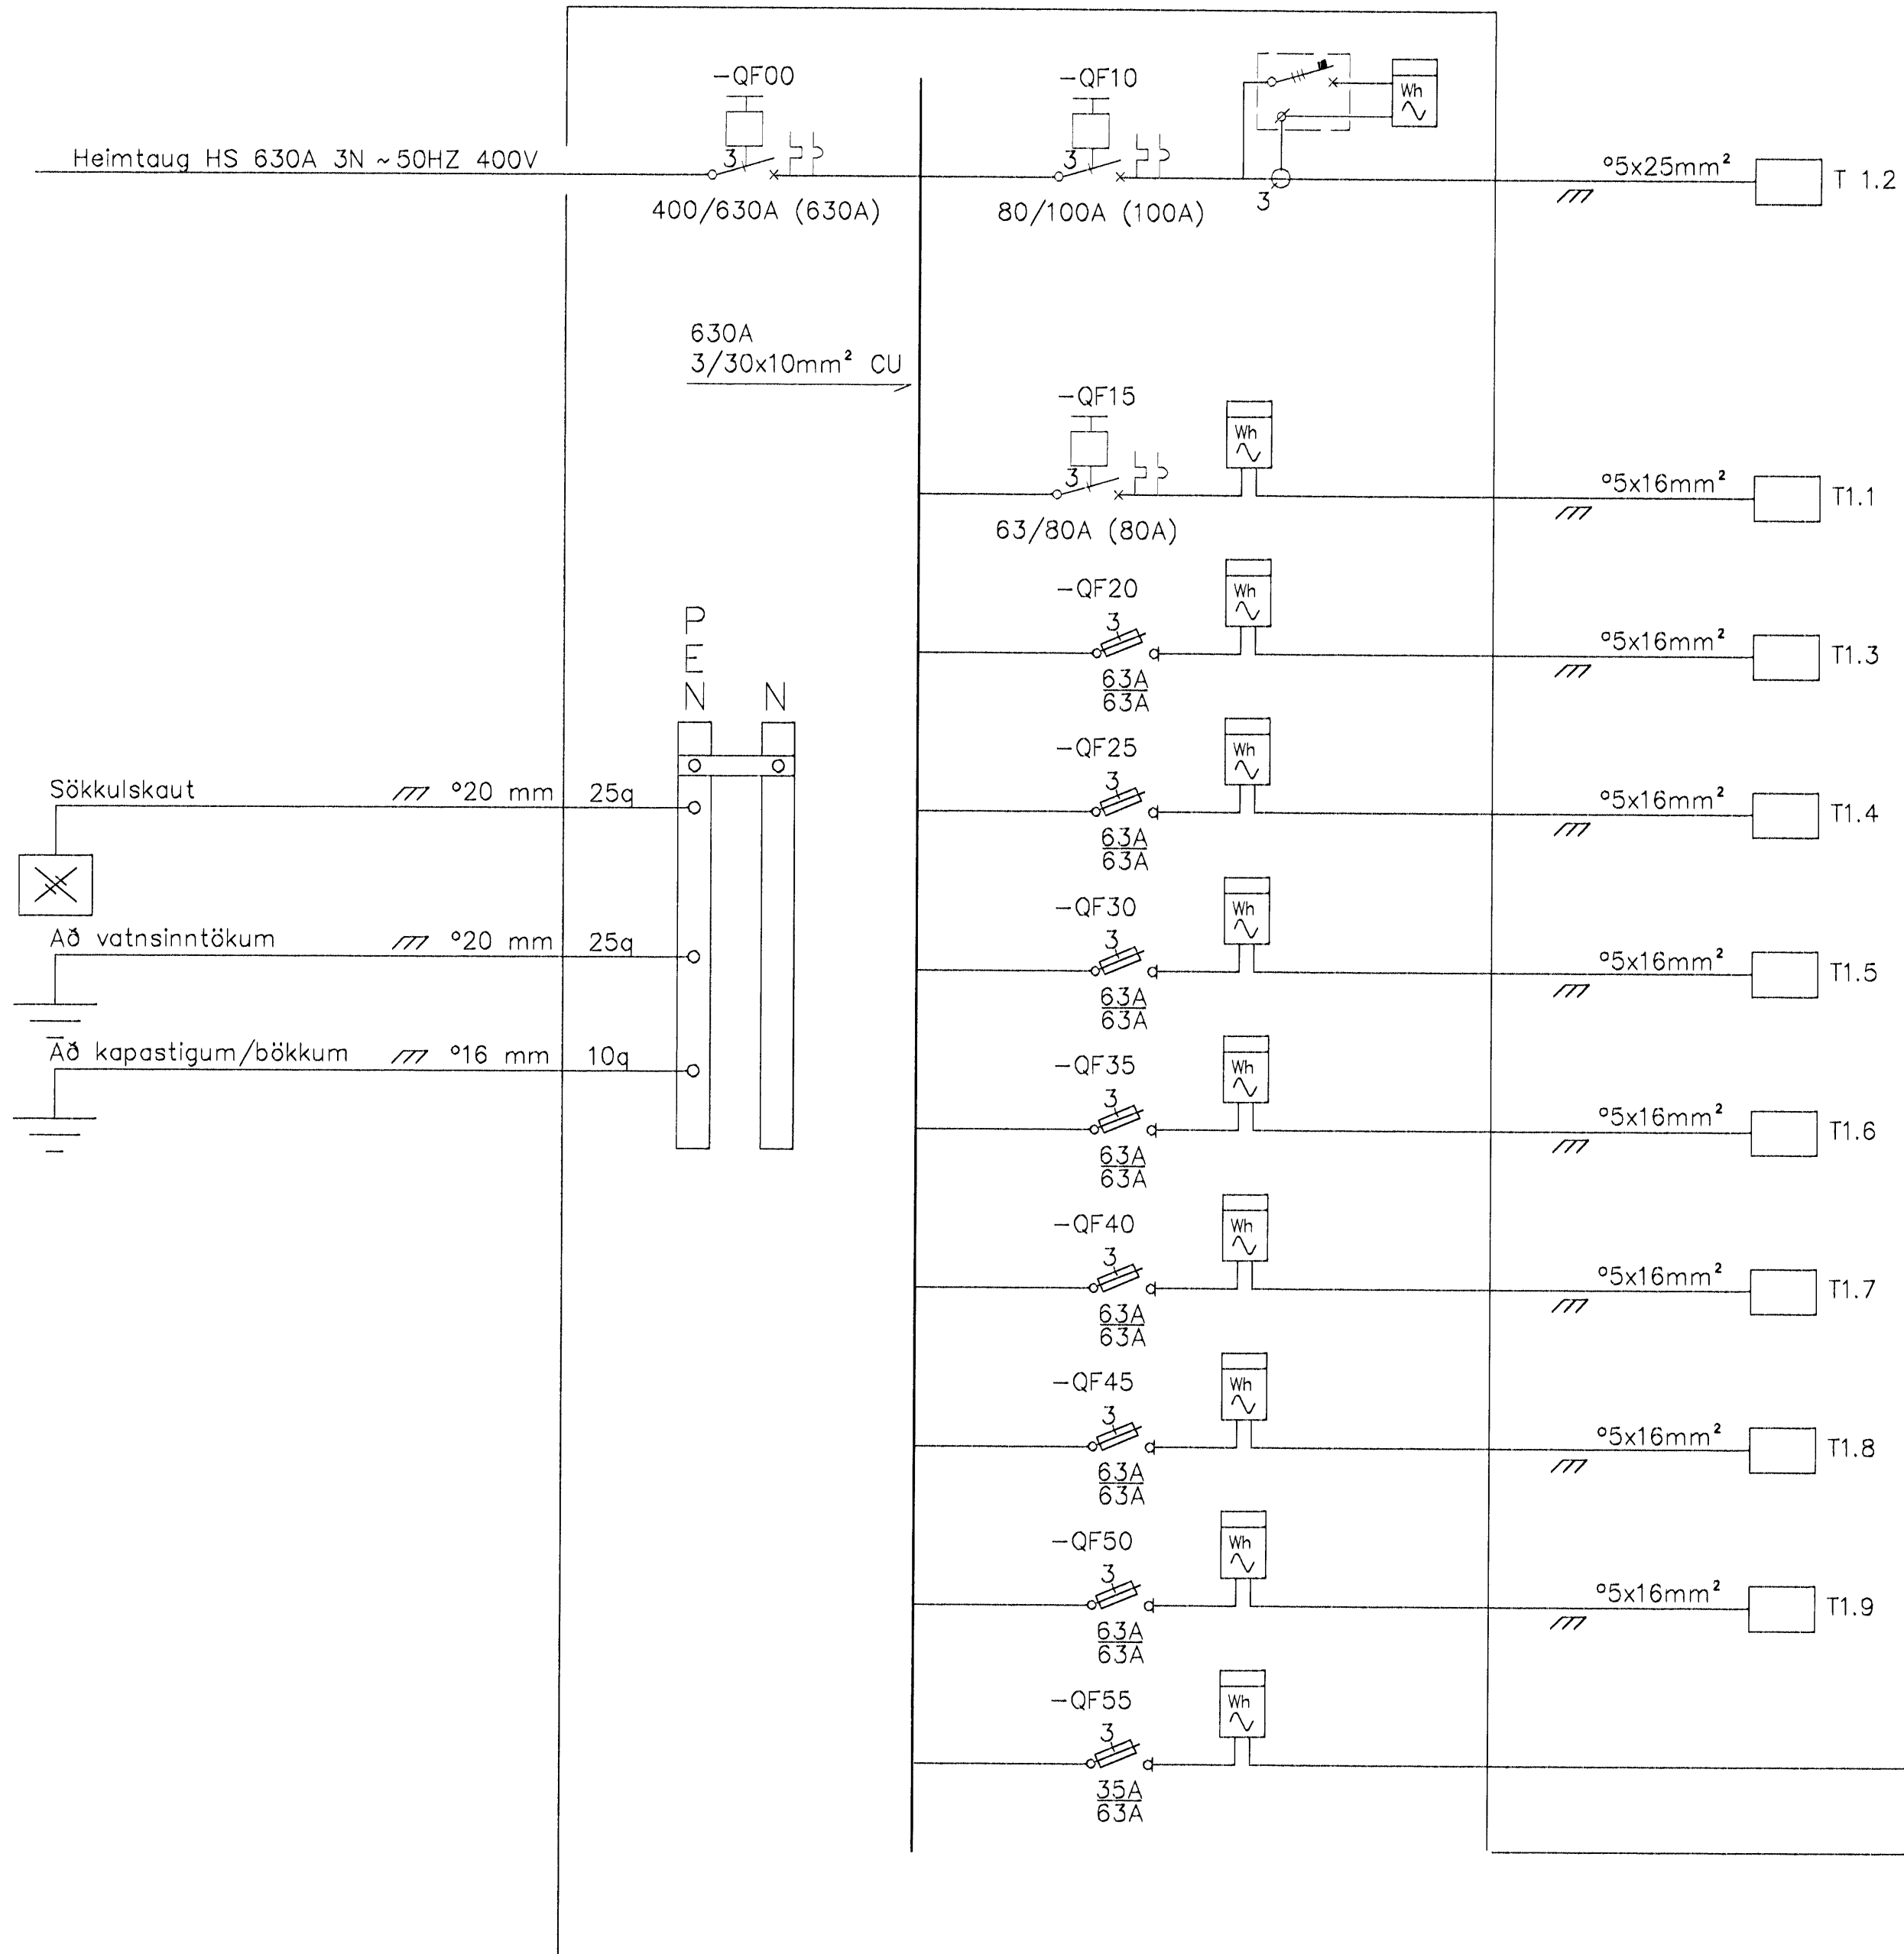 -QF00
-QF10
Wh
Heimtaug HS 630A 3N ~50HZ 400V
3
3
3
°5x25mm²
T 1.2
400/630A (630A)
80/100A (100A)
630A
3/30x10mm² CU
-QF15
Wh
3
°5x16mm²
T1.1
63/80A (80A)
-QF20
Wh
3
°5x16mm²
T1.3
63A
63A
PEN
N
-QF25
Wh
3
°5x16mm²
T1.4
63A
63A
Sökkulskaut °20 mm 25q
-QF30
Wh
3
°5x16mm²
T1.5
63A
63A
Að vatnsinntökum °20 mm 25q
-QF35
Wh
3
°5x16mm²
T1.6
63A
63A
Að kapastigum/bökkum °16 mm 10q
-QF40
Wh
3
°5x16mm²
T1.7
63A
63A
-QF45
Wh
3
°5x16mm²
T1.8
63A
63A
-QF50
Wh
3
°5x16mm²
T1.9
63A
63A
-QF55
Wh
3
35A
63A